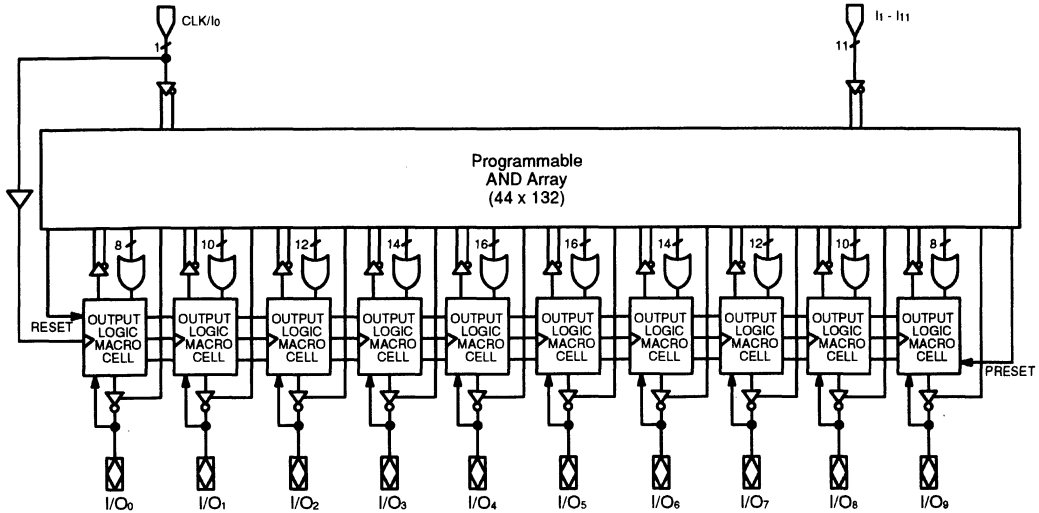 CLK/I0
I1 - I11
1
11
Programmable
AND Array
(44 x 132)
8
10
12
14
16
16
14
12
10
8
RESET
OUTPUT
LOGIC
MACRO
CELL
OUTPUT
LOGIC
MACRO
CELL
OUTPUT
LOGIC
MACRO
CELL
OUTPUT
LOGIC
MACRO
CELL
OUTPUT
LOGIC
MACRO
CELL
OUTPUT
LOGIC
MACRO
CELL
OUTPUT
LOGIC
MACRO
CELL
OUTPUT
LOGIC
MACRO
CELL
OUTPUT
LOGIC
MACRO
CELL
OUTPUT
LOGIC
MACRO
CELL
PRESET
I/O0
I/O1
I/O2
I/O3
I/O4
I/O5
I/O6
I/O7
I/O8
I/O9